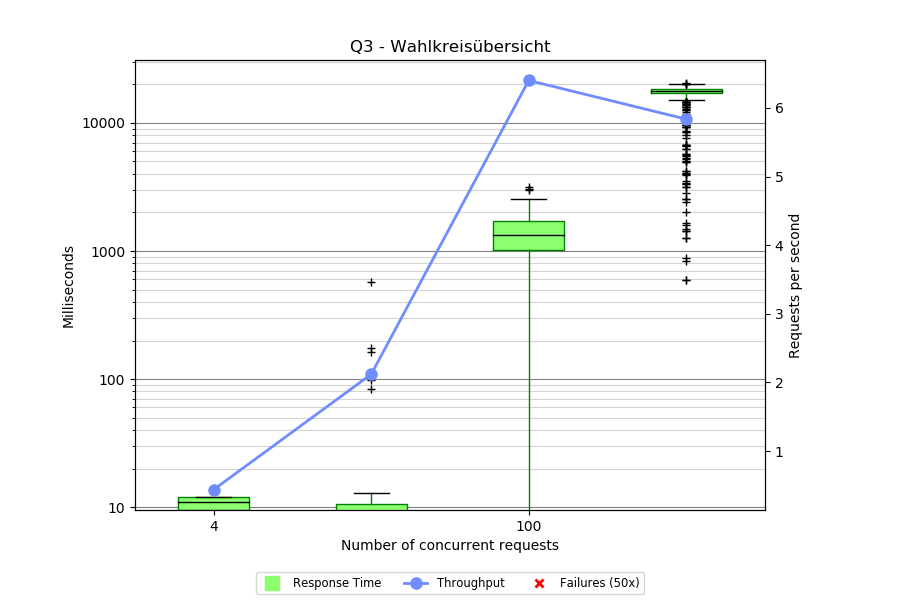 Q3 - Wahlkreisübersicht
10000
1000
100
10
Milliseconds
6
5
4
3
2
1
Requests per second
4
100
Number of concurrent requests
Response Time
Throughput
Failures (50x)